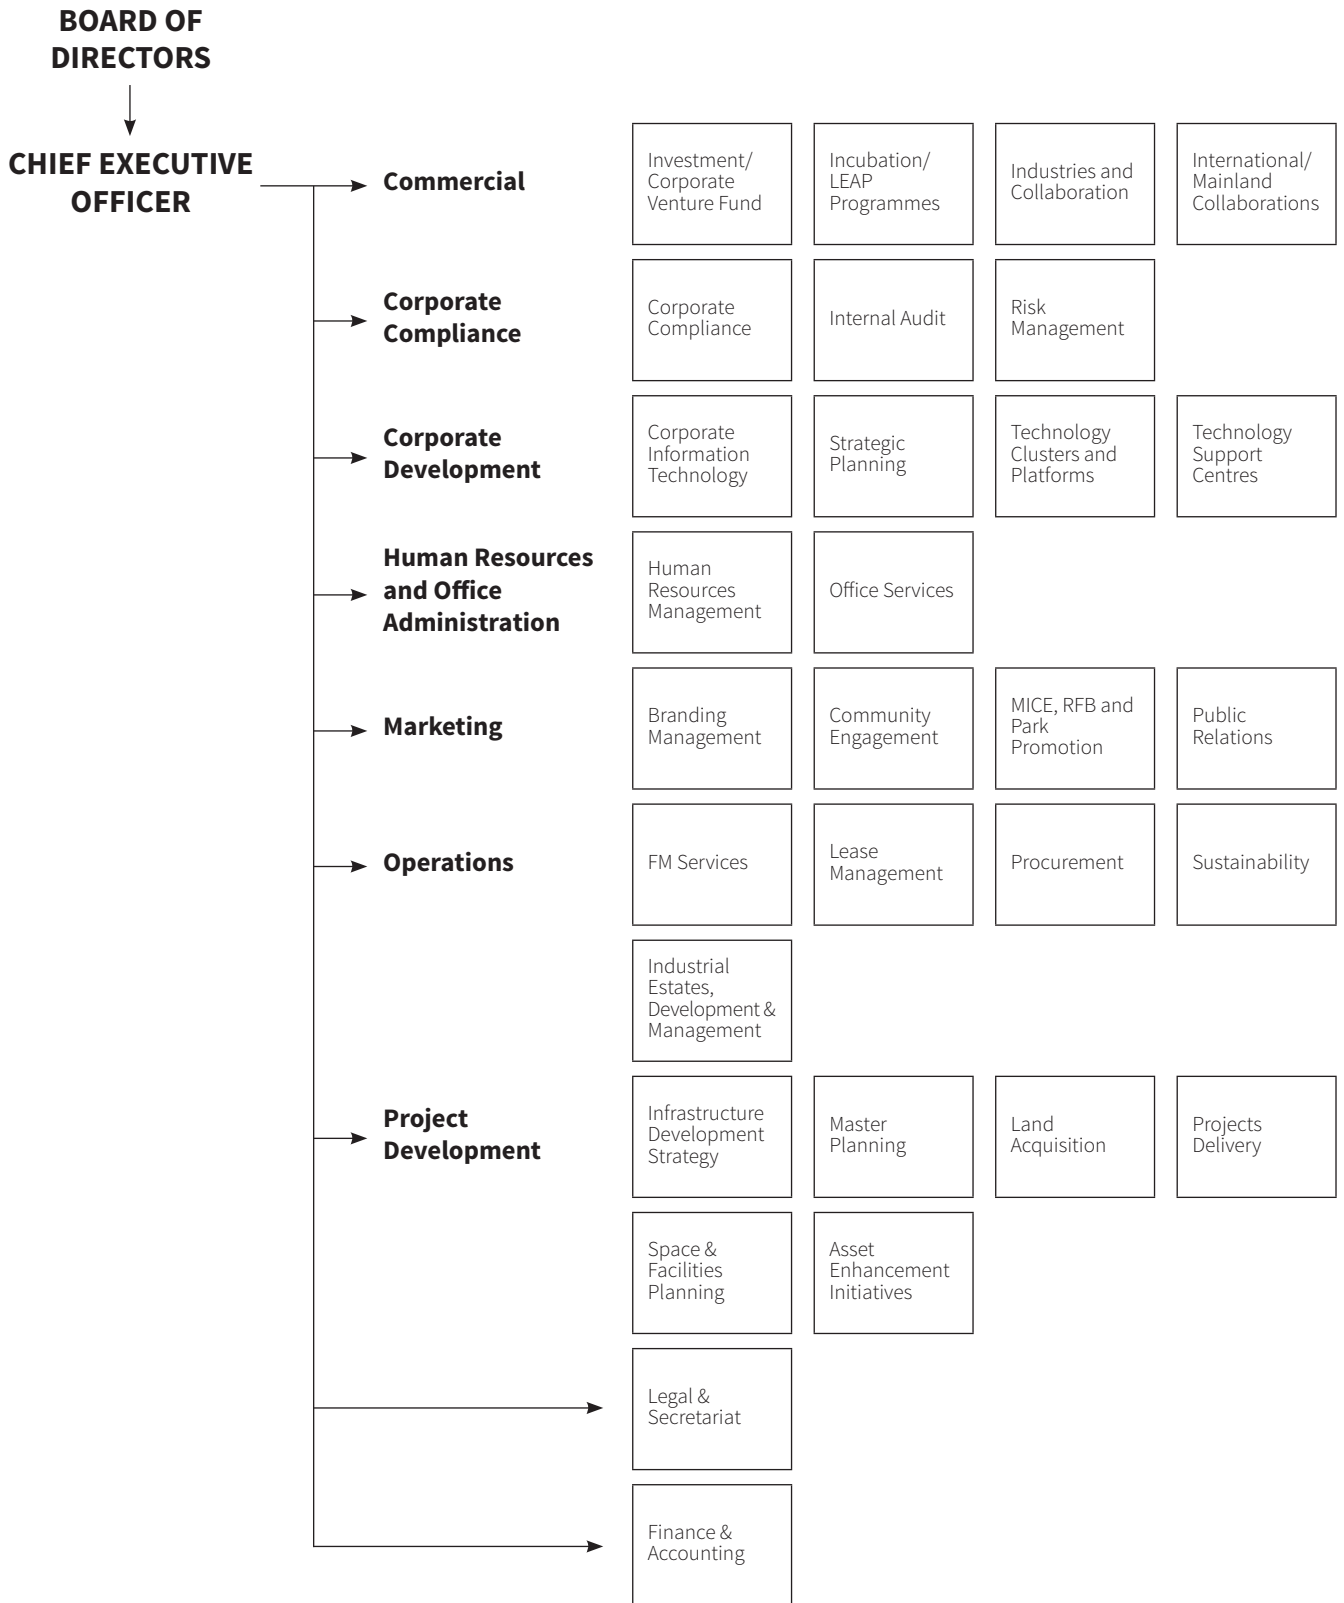 BOARD OF
DIRECTORS
CHIEF EXECUTIVE
OFFICER
Commercial
Investment/
Corporate
Venture Fund
Incubation/
LEAP
Programmes
Industries and
Collaboration
International/
Mainland
Collaborations
Corporate
Compliance
Corporate
Compliance
Internal Audit
Risk
Management
Corporate
Development
Corporate
Information
Technology
Strategic
Planning
Technology
Clusters and
Platforms
Technology
Support
Centres
Human Resources
and Office
Administration
Human
Resources
Management
Office Services
Marketing
Branding
Management
Community
Engagement
MICE, RFB and
Park
Promotion
Public
Relations
Operations
FM Services
Lease
Management
Procurement
Sustainability
Industrial
Estates,
Development &
Management
Project
Development
Infrastructure
Development
Strategy
Master
Planning
Land
Acquisition
Projects
Delivery
Space &
Facilities
Planning
Asset
Enhancement
Initiatives
Legal &
Secretariat
Finance &
Accounting